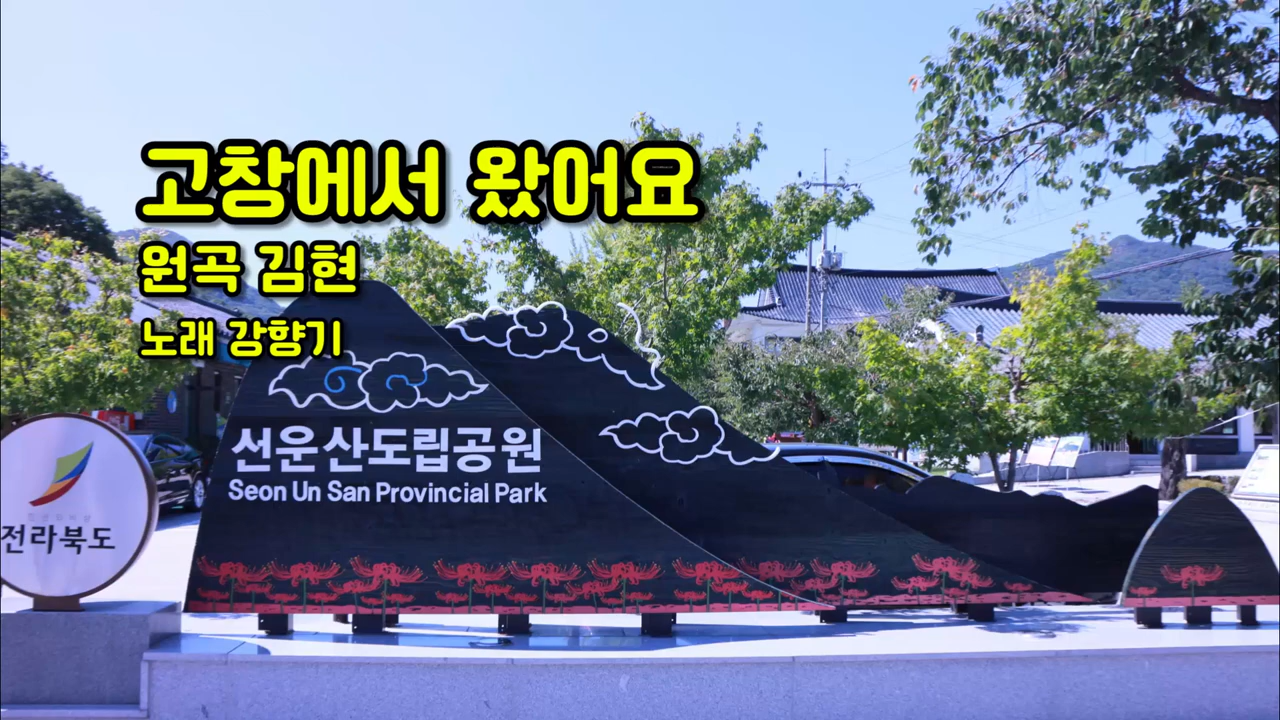 고창에서 왔어요
원곡 김현
노래 강향기
선운산도립공원
Seon Un San Provincial Park
전라북도